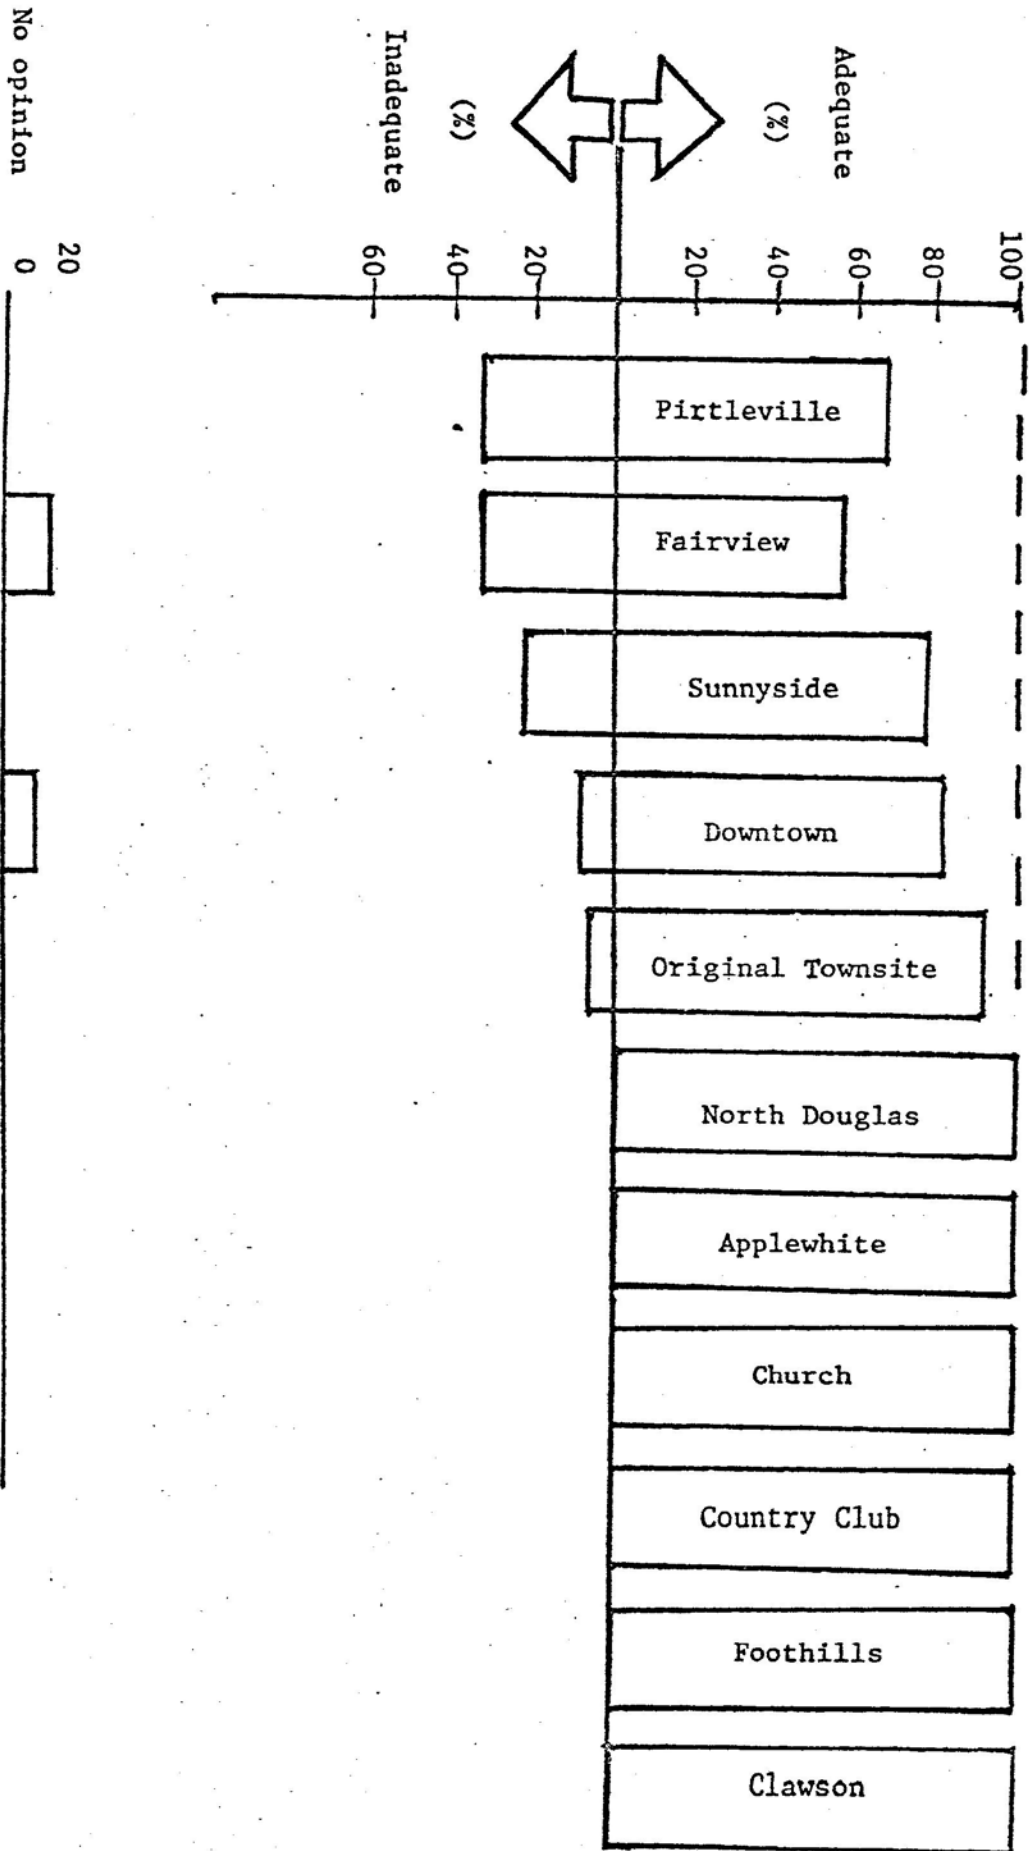 Adequate
(%)
(%)
Inadequate
No opinion
100
80
60
40
20
20
40
60
20
0
Pirtleville
Fairview
Sunnyside
Downtown
Original Townsite
North Douglas
Applewhite
Church
Country Club
Foothills
Clawson